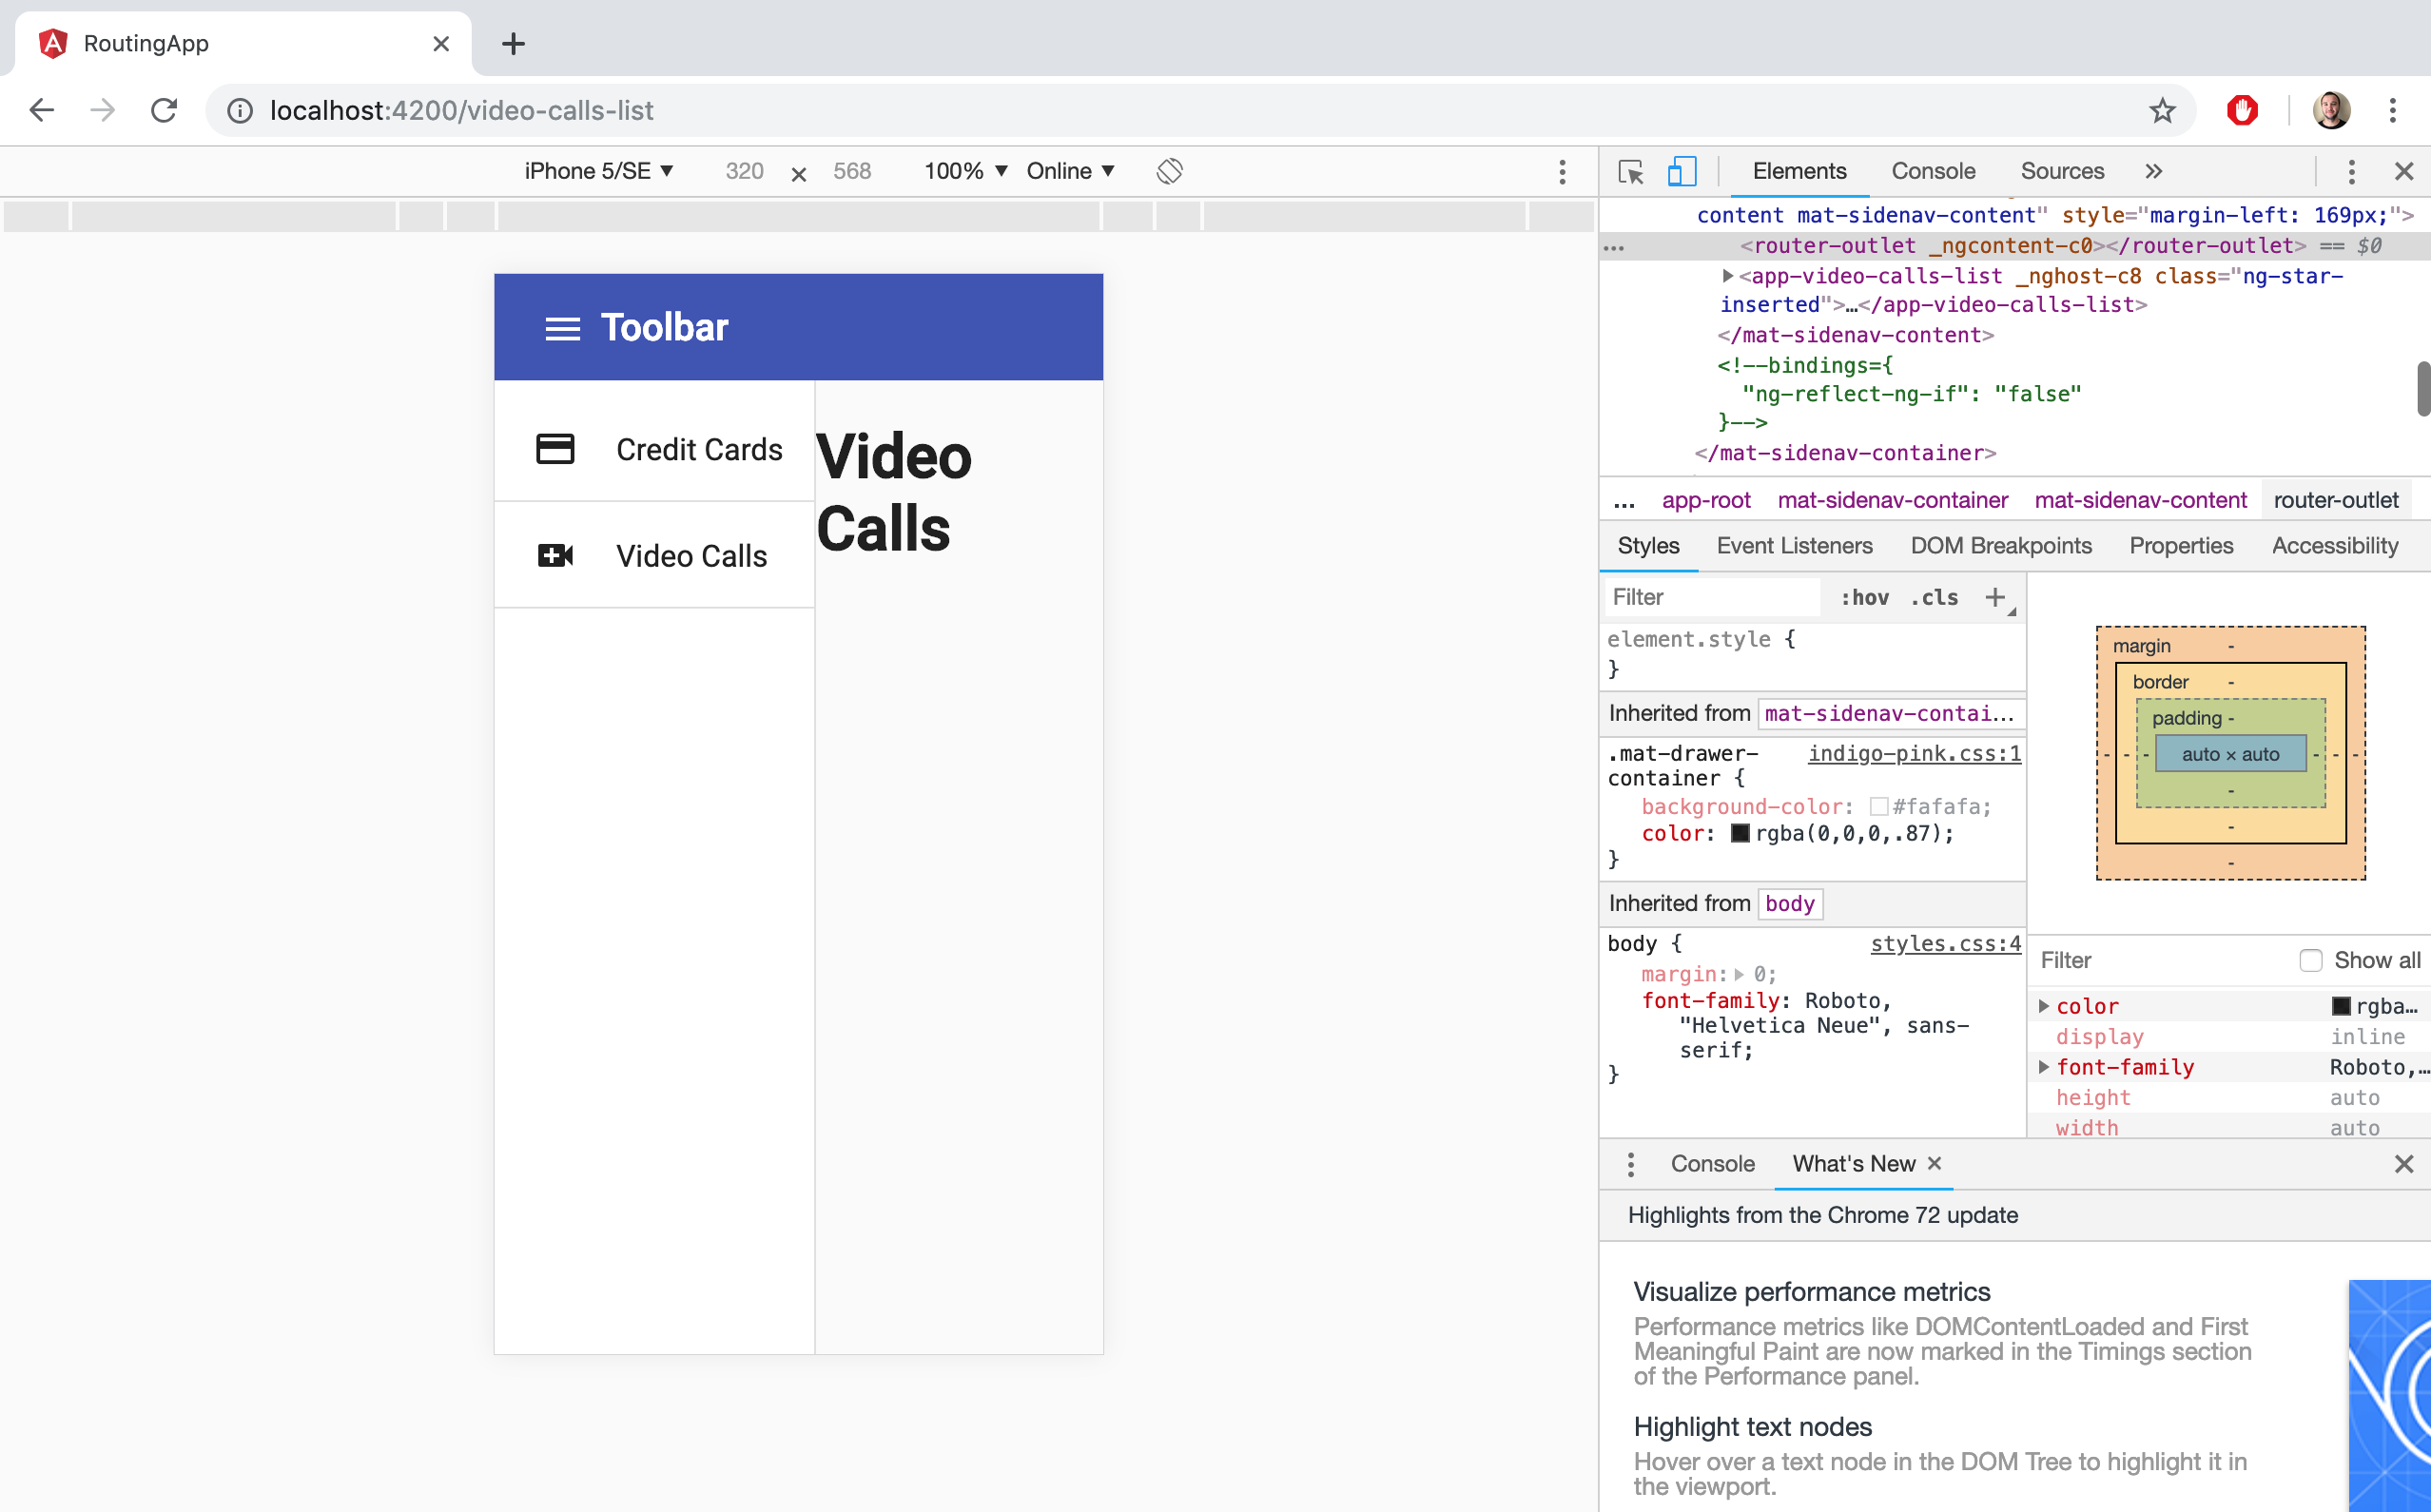 RoutingApp
localhost:4200/video-calls-list
iPhone 5/SE ▼ 320 × 568 100% ▼ Online ▼
Toolbar
Credit Cards
Video Calls
Video
Calls
Elements Console Sources »
content mat-sidenav-content" style="margin-left: 169px;">
… <router-outlet _ngcontent-c0></router-outlet> == $0
<app-video-calls-list _nghost-c8 class="ng-star-
inserted">…</app-video-calls-list>
</mat-sidenav-content>
<!--bindings={
"ng-reflect-ng-if": "false"
}-->
</mat-sidenav-container>
… app-root mat-sidenav-container mat-sidenav-content router-outlet
Styles Event Listeners DOM Breakpoints Properties Accessibility
Filter :hov .cls +
element.style {
}
Inherited from mat-sidenav-contai…
.mat-drawer- indigo-pink.css:1
container {
background-color: #fafafa;
color: rgba(0,0,0,.87);
}
Inherited from body
body { styles.css:4
margin: 0;
font-family: Roboto,
"Helvetica Neue", sans-
serif;
}
margin -
border -
padding -
- - - auto × auto - - -
-
-
-
Filter Show all
color rgba…
display inline
font-family Roboto,…
height auto
width auto
Console What's New ×
Highlights from the Chrome 72 update
Visualize performance metrics
Performance metrics like DOMContentLoaded and First
Meaningful Paint are now marked in the Timings section
of the Performance panel.
Highlight text nodes
Hover over a text node in the DOM Tree to highlight it in
the viewport.